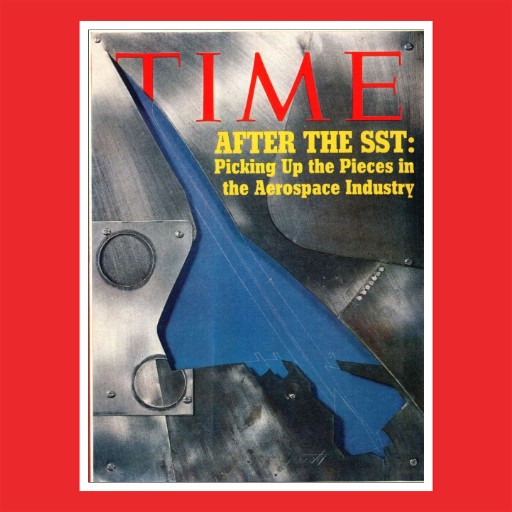 TIME
AFTER THE SST:
Picking Up the Pieces in
the Aerospace Industry